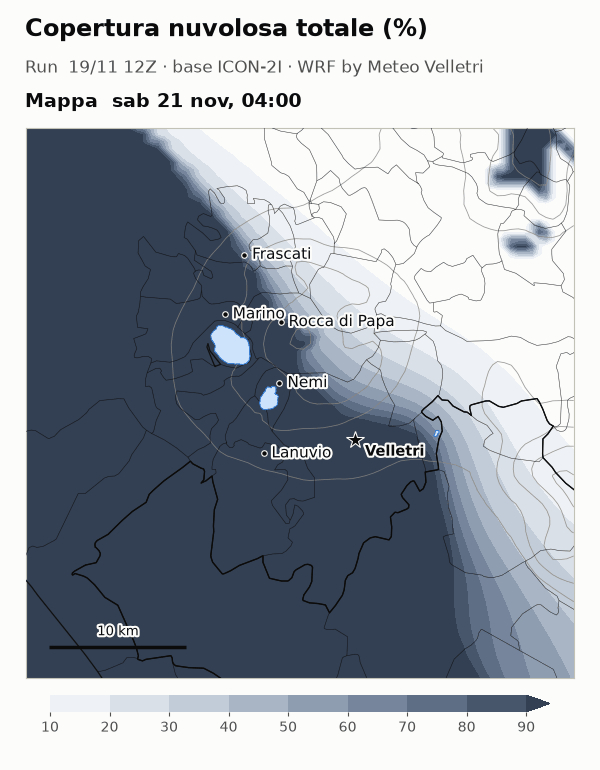 Copertura nuvolosa totale (%)
Run  19/11 12Z · base ICON-2I · WRF by Meteo Velletri
Mappa  sab 21 nov, 04:00
Frascati
Marino
Rocca di Papa
Nemi
Velletri
Lanuvio
10 km
10 20 30 40 50 60 70 80 90